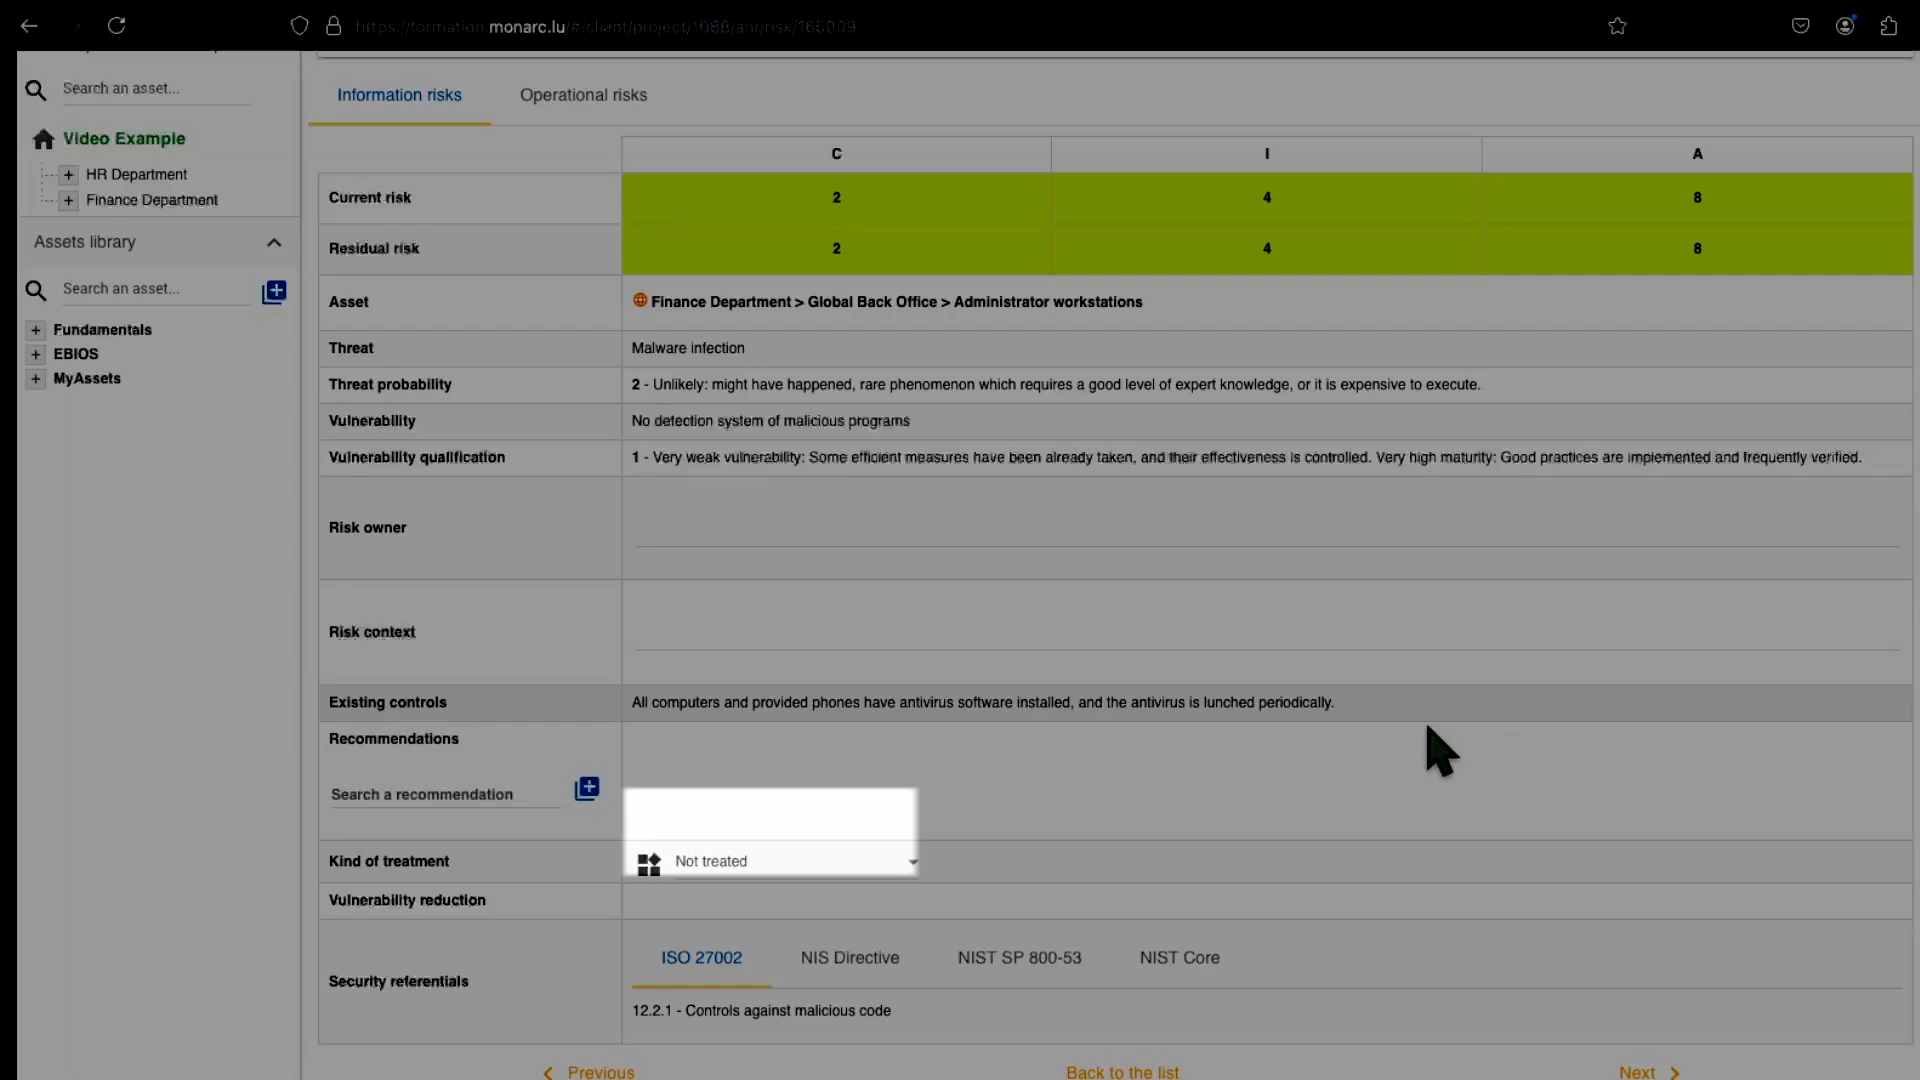 https://formation.monarc.lu/#/client/project/1088/anr/risk/165009
Search an asset...
Video Example
HR Department
Finance Department
Assets library
Search an asset...
Fundamentals
EBIOS
MyAssets
Information risks
Operational risks
C I A
Current risk 2 4 8
Residual risk 2 4 8
Asset Finance Department > Global Back Office > Administrator workstations
Threat Malware infection
Threat probability 2 - Unlikely: might have happened, rare phenomenon which requires a good level of expert knowledge, or it is expensive to execute.
Vulnerability No detection system of malicious programs
Vulnerability qualification 1 - Very weak vulnerability: Some efficient measures have been already taken, and their effectiveness is controlled. Very high maturity: Good practices are implemented and frequently verified.
Risk owner
Risk context
Existing controls All computers and provided phones have antivirus software installed, and the antivirus is lunched periodically.
Recommendations
Search a recommendation
Kind of treatment Not treated
Vulnerability reduction
Security referentials
ISO 27002 NIS Directive NIST SP 800-53 NIST Core
12.2.1 - Controls against malicious code
Previous Back to the list Next